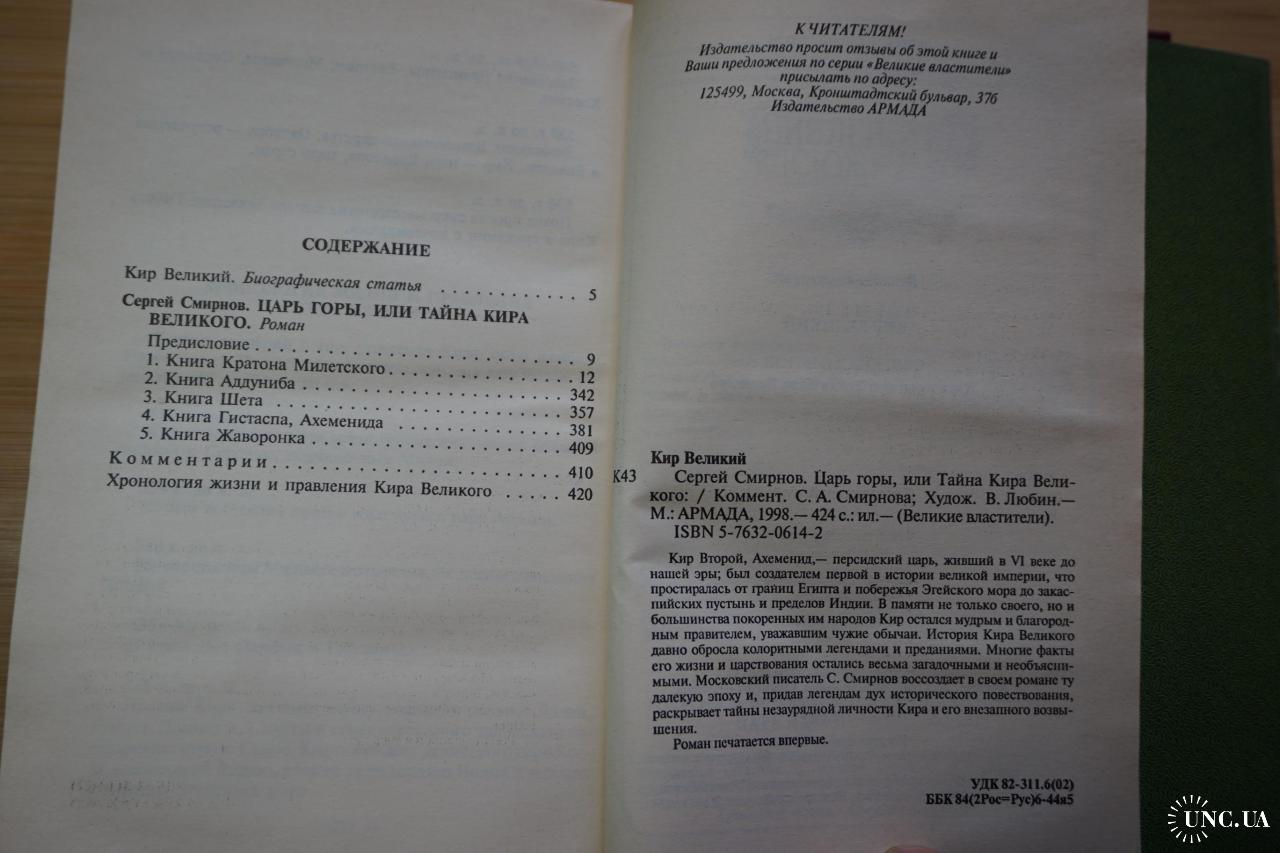 СОДЕРЖАНИЕ
Кир Великий. Биографическая статья . . . . . . . . . . . . 5
Сергей Смирнов. ЦАРЬ ГОРЫ, ИЛИ ТАЙНА КИРА
ВЕЛИКОГО. Роман
Предисловие . . . . . . . . . . . . . . . . . . . . . . . . . . . . 9
1. Книга Кратона Милетского . . . . . . . . . . . . . . . . 12
2. Книга Аддуниба . . . . . . . . . . . . . . . . . . . . . . . 342
3. Книга Шета . . . . . . . . . . . . . . . . . . . . . . . . . . 357
4. Книга Гистаспа, Ахеменида . . . . . . . . . . . . . . 381
5. Книга Жаворонка . . . . . . . . . . . . . . . . . . . . . . 409
Комментарии . . . . . . . . . . . . . . . . . . . . . . . . . . . 410
Хронология жизни и правления Кира Великого . . . . . 420
К ЧИТАТЕЛЯМ!
Издательство просит отзывы об этой книге и
Ваши предложения по серии «Великие властители»
присылать по адресу:
125499, Москва, Кронштадтский бульвар, 37б
Издательство АРМАДА
Кир Великий
К43 Сергей Смирнов. Царь горы, или Тайна Кира Вели-
кого: / Коммент. С. А. Смирнова; Худож. В. Любин.—
М.: АРМАДА, 1998.— 424 с.: ил.— (Великие властители).
ISBN 5-7632-0614-2
Кир Второй, Ахеменид,— персидский царь, живший в VI веке до
нашей эры; был создателем первой в истории великой империи, что
простиралась от границ Египта и побережья Эгейского моря до закас-
пийских пустынь и пределов Индии. В памяти не только своего, но и
большинства покоренных им народов Кир остался мудрым и благород-
ным правителем, уважавшим чужие обычаи. История Кира Великого
давно обросла колоритными легендами и преданиями. Многие факты
его жизни и царствования остались весьма загадочными и необъясни-
мыми. Московский писатель С. Смирнов воссоздает в своем романе ту
далекую эпоху и, придав легендам дух исторического повествования,
раскрывает тайны незаурядной личности Кира и его внезапного возвы-
шения.
Роман печатается впервые.
УДК 82-311.6(02)
ББК 84(2Рос=Рус)6-44я5
UNC.UA